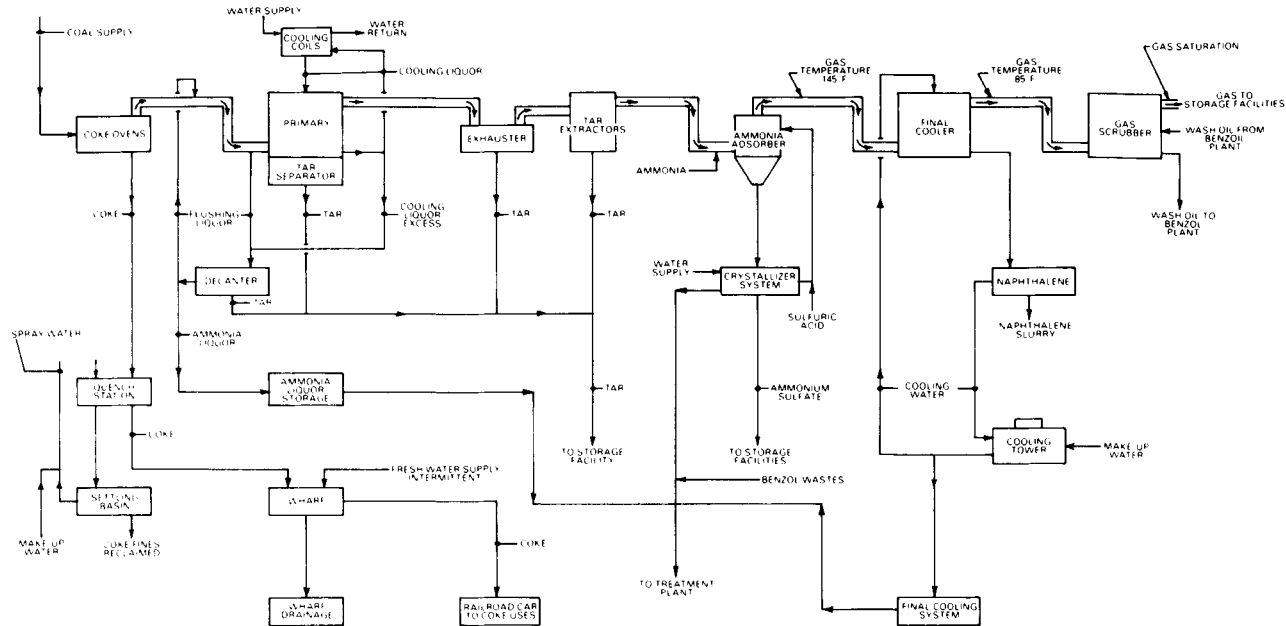 COAL SUPPLY
WATER SUPPLY
COOLING
COILS
WATER
RETURN
COOLING LIQUOR
COKE OVENS
PRIMARY
TAR SEPARATOR
EXHAUSTER
TAR
EXTRACTORS
AMMONIA
AMMONIA
ADSORBER
GAS
TEMPERATURE
145 F
FINAL
COOLER
GAS
TEMPERATURE
85 F
GAS SATURATION
GAS TO
STORAGE FACILITIES
GAS
SCRUBBER
WASH OIL FROM
BENZOIL
PLANT
WASH OIL TO
BENZOL
PLANT
COKE
FLUSHING
LIQUOR
TAR
COOLING
LIQUOR
EXCESS
TAR
TAR
DECANTER
TAR
WATER
SUPPLY
CRYSTALLIZER
SYSTEM
SULFURIC
ACID
NAPHTHALENE
NAPHTHALENE
SLURRY
SPRAY WATER
AMMONIA
LIQUOR
QUENCH
STATION
AMMONIA
LIQUOR
STORAGE
TAR
AMMONIUM
SULFATE
COOLING
WATER
COOLING
TOWER
MAKE UP
WATER
COKE
TO STORAGE
FACILITY
TO STORAGE
FACILITIES
FRESH WATER SUPPLY
INTERMITTENT
BENZOL WASTES
SETTLING
BASIN
WHARF
MAKE UP
WATER
COKE FINES
RECLAIMED
COKE
TO TREATMENT
PLANT
WHARF
DRAINAGE
RAILROAD CAR
TO COKE USES
FINAL COOLING
SYSTEM